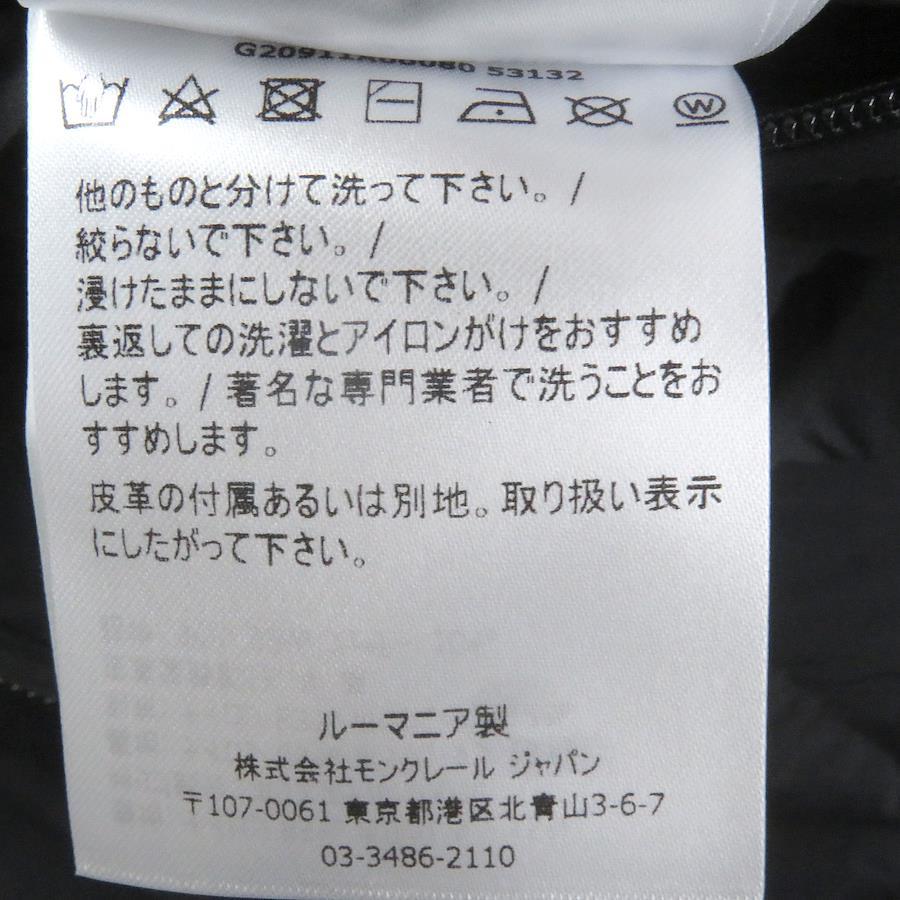 G20911A00086 53132
W
他のものと分けて洗って下さい。/
絞らないで下さい。/
浸けたままにしないで下さい。/
裏返しての洗濯とアイロンがけをおすすめ
します。/ 著名な専門業者で洗うことをお
すすめします。
皮革の付属あるいは別地。取り扱い表示
にしたがって下さい。
ルーマニア製
株式会社モンクレール ジャパン
〒107-0061 東京都港区北青山3-6-7
03-3486-2110